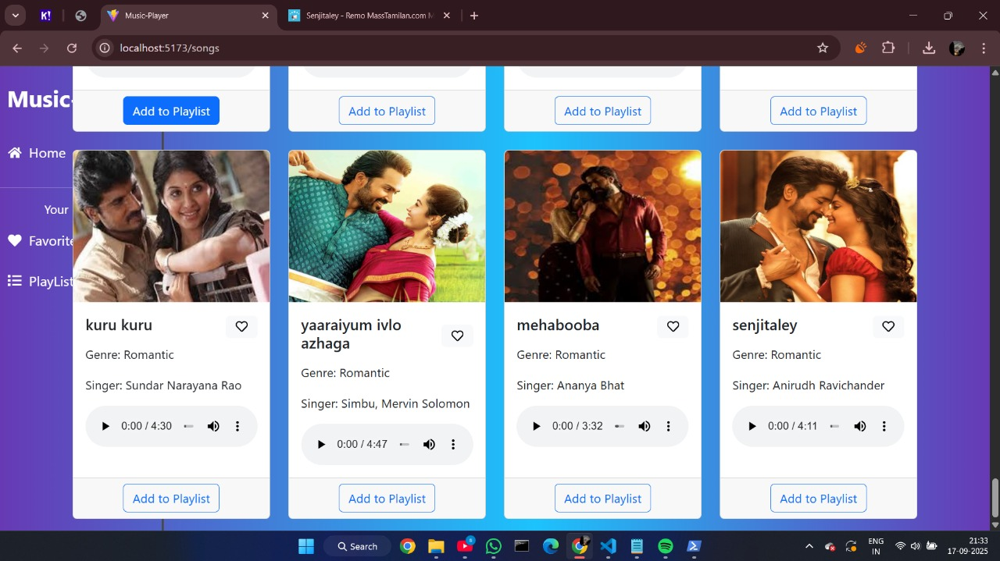 K!
Music-Player
Senjitaley - Remo MassTamilan.com M
localhost:5173/songs
Music-
Home
Your
Favorite
PlayList
Add to Playlist
Add to Playlist
Add to Playlist
Add to Playlist
kuru kuru
Genre: Romantic
Singer: Sundar Narayana Rao
0:00 / 4:30
Add to Playlist
yaaraiyum ivlo
azhaga
Genre: Romantic
Singer: Simbu, Mervin Solomon
0:00 / 4:47
Add to Playlist
mehabooba
Genre: Romantic
Singer: Ananya Bhat
0:00 / 3:32
Add to Playlist
senjitaley
Genre: Romantic
Singer: Anirudh Ravichander
0:00 / 4:11
Add to Playlist
Search
ENG
IN
21:33
17-09-2025